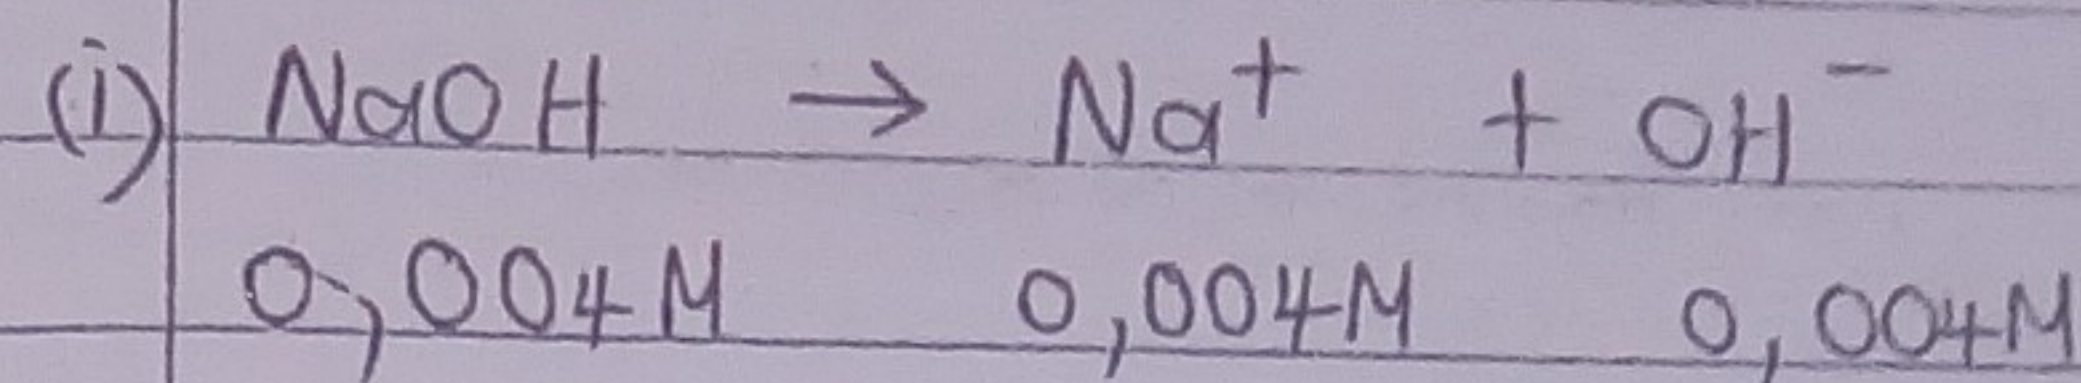 (i) NaOH → Na⁺ + OH⁻
0,004M 0,004M 0,004M